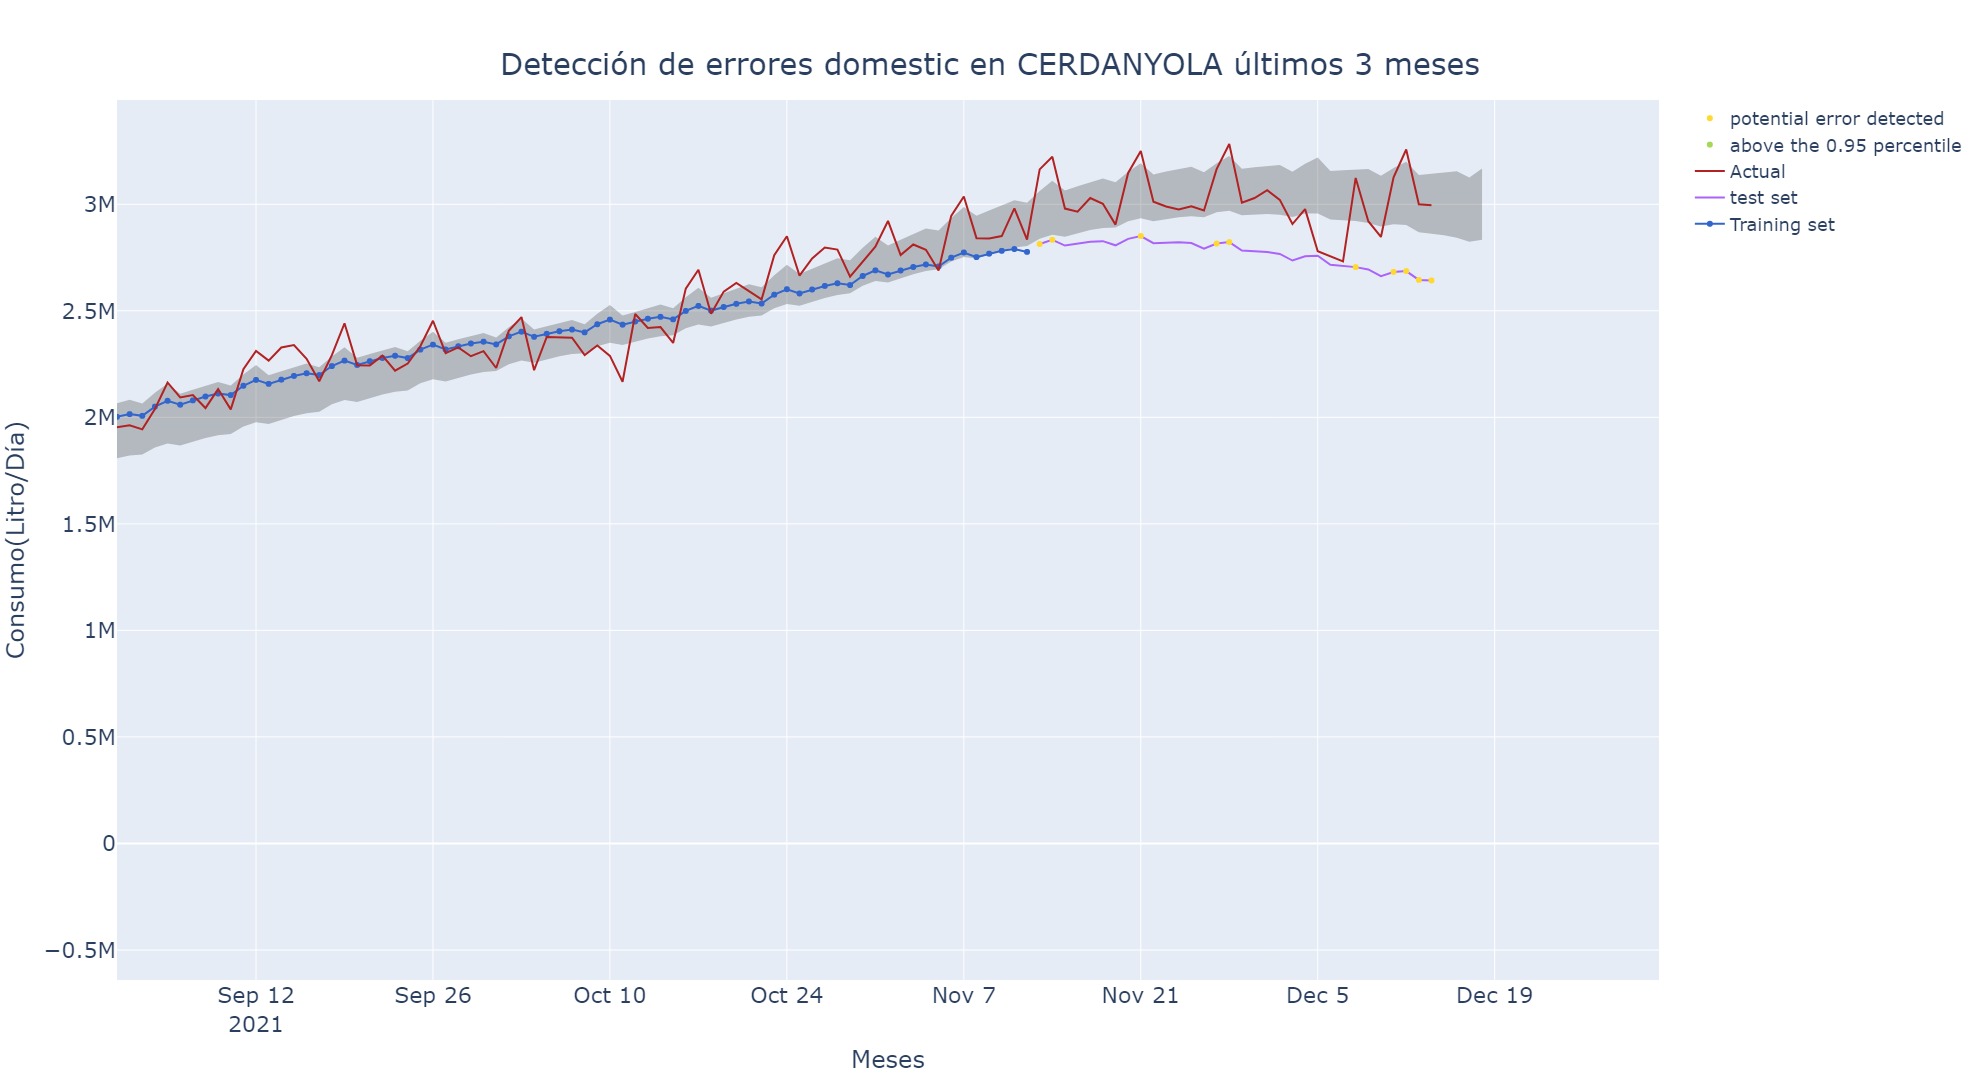 Detección de errores domestic en CERDANYOLA últimos 3 meses
potential error detected
above the 0.95 percentile
Actual
test set
Training set
Consumo(Litro/Día)
3M
2.5M
2M
1.5M
1M
0.5M
0
−0.5M
Sep 12
2021
Sep 26
Oct 10
Oct 24
Nov 7
Nov 21
Dec 5
Dec 19
Meses